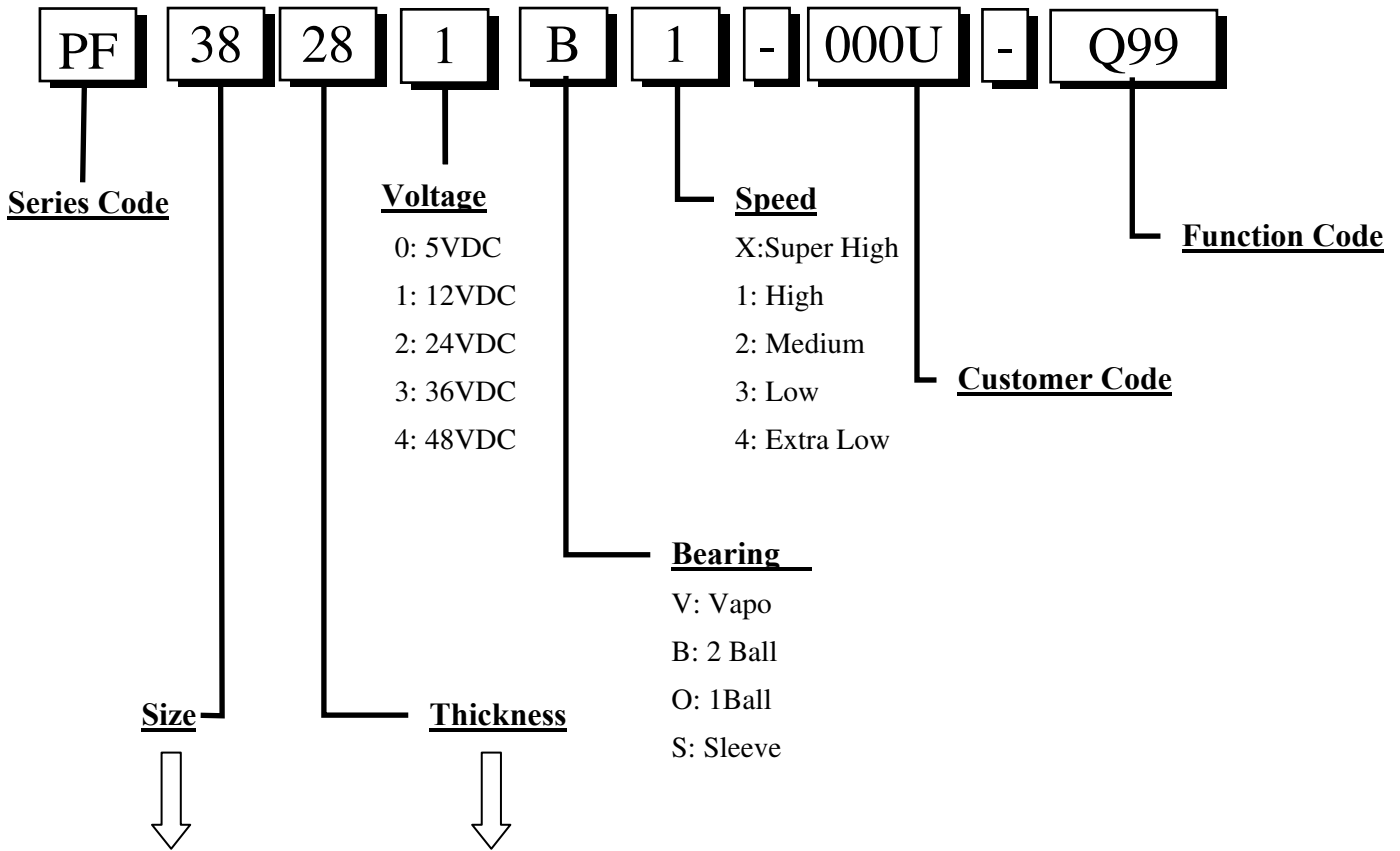 PF 38 28 1 B 1 - 000U - Q99
Series Code
Voltage
0: 5VDC
1: 12VDC
2: 24VDC
3: 36VDC
4: 48VDC
Speed
X:Super High
1: High
2: Medium
3: Low
4: Extra Low
Function Code
Customer Code
Bearing
V: Vapo
B: 2 Ball
O: 1Ball
S: Sleeve
Size
Thickness